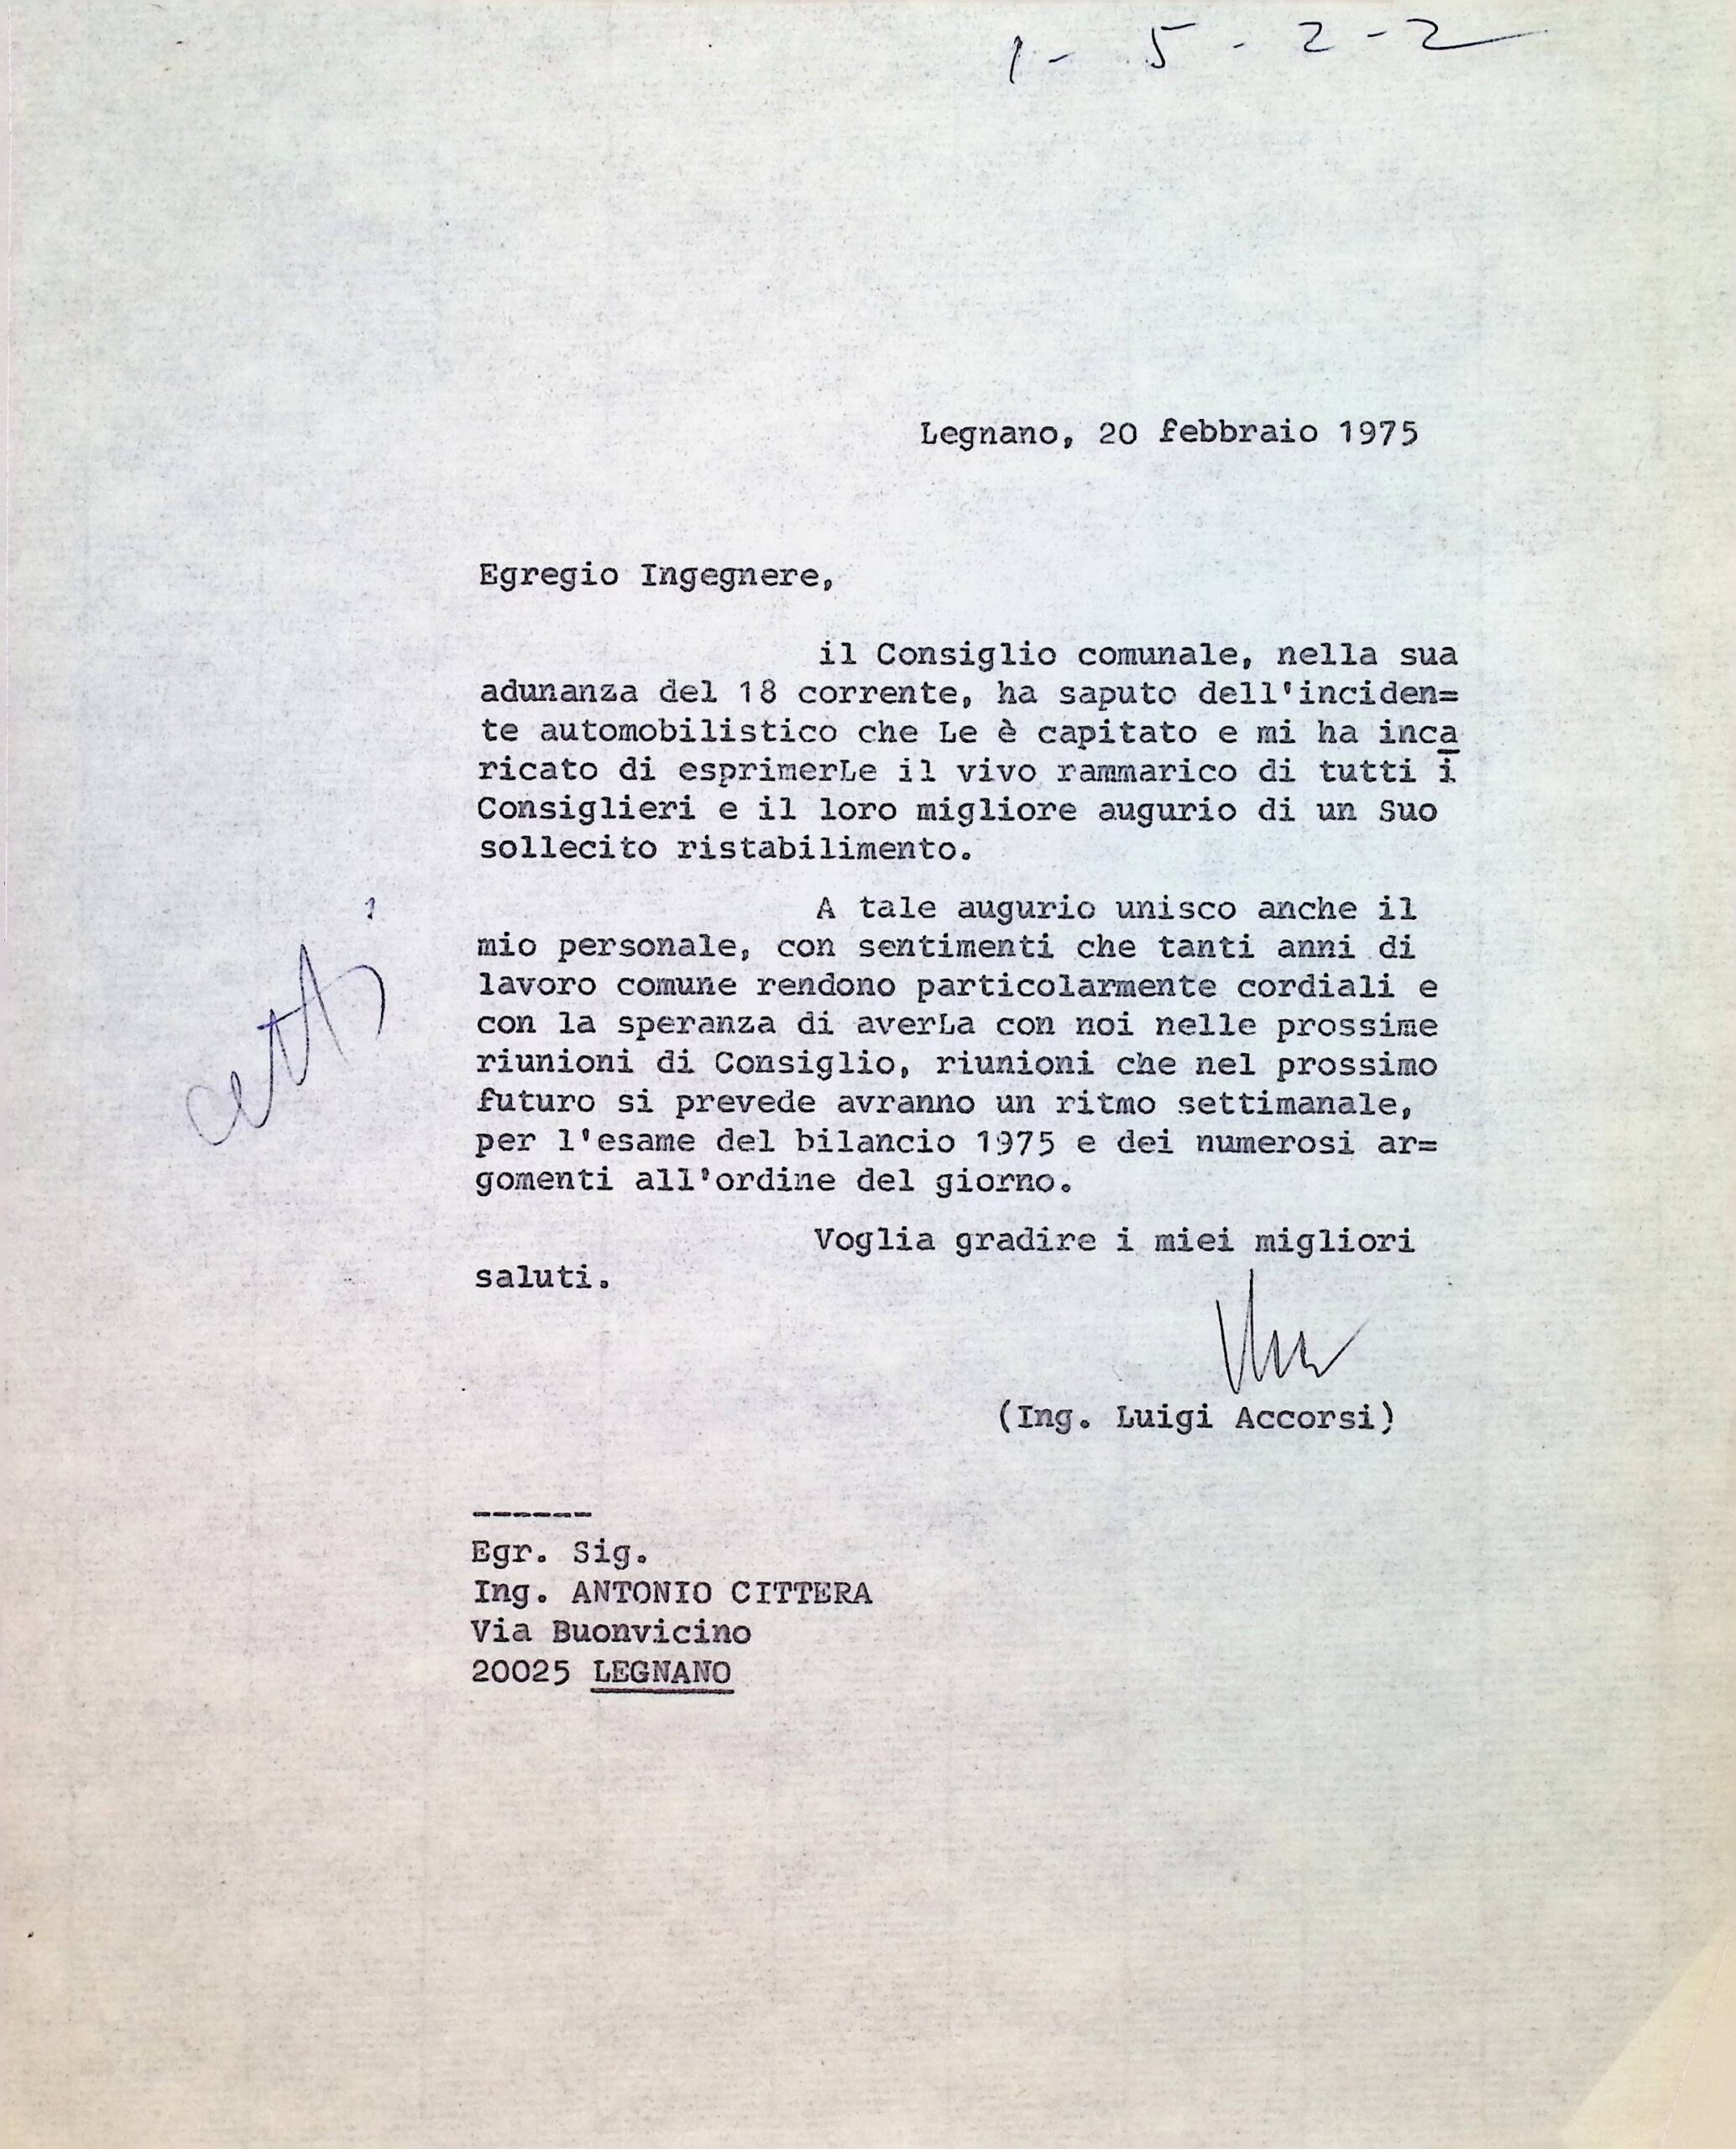 1 - 5 - 2 - 2
Legnano, 20 febbraio 1975
Egregio Ingegnere,
il Consiglio comunale, nella sua
adunanza del 18 corrente, ha saputo dell'inciden=
te automobilistico che Le è capitato e mi ha inca
ricato di esprimerLe il vivo rammarico di tutti i
Consiglieri e il loro migliore augurio di un Suo
sollecito ristabilimento.
A tale augurio unisco anche il
mio personale, con sentimenti che tanti anni di
lavoro comune rendono particolarmente cordiali e
con la speranza di averLa con noi nelle prossime
riunioni di Consiglio, riunioni che nel prossimo
futuro si prevede avranno un ritmo settimanale,
per l'esame del bilancio 1975 e dei numerosi ar=
gomenti all'ordine del giorno.
Voglia gradire i miei migliori
saluti.
(Ing. Luigi Accorsi)
------
Egr. Sig.
Ing. ANTONIO CITTERA
Via Buonvicino
20025 LEGNANO